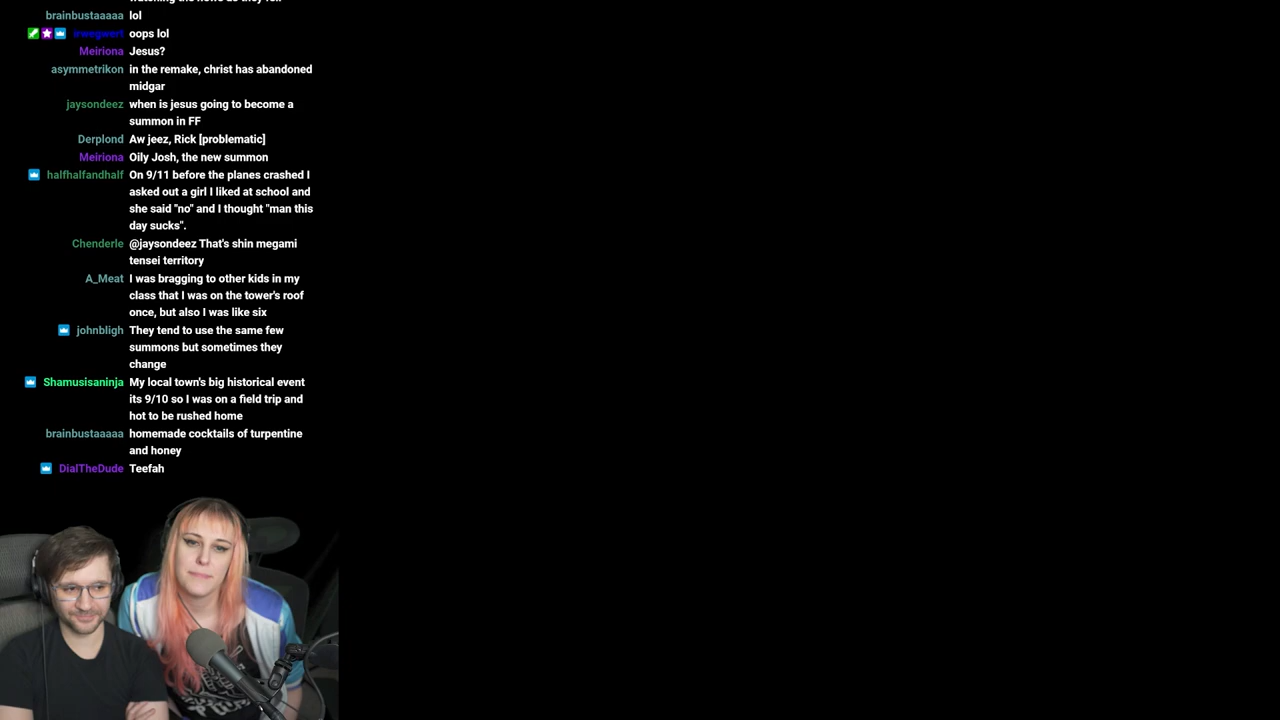 brainbustaaaaa lol
oops lol
Meiriona Jesus?
asymmetrikon in the remake, christ has abandoned
midgar
jaysondeez when is jesus going to become a
summon in FF
Derplond Aw jeez, Rick [problematic]
Meiriona Oily Josh, the new summon
halfhalfandhalf On 9/11 before the planes crashed I
asked out a girl I liked at school and
she said "no" and I thought "man this
day sucks".
Chenderle @jaysondeez That's shin megami
tensei territory
A_Meat I was bragging to other kids in my
class that I was on the tower's roof
once, but also I was like six
johnbligh They tend to use the same few
summons but sometimes they
change
Shamusisaninja My local town's big historical event
its 9/10 so I was on a field trip and
hot to be rushed home
brainbustaaaaa homemade cocktails of turpentine
and honey
DialTheDude Teefah